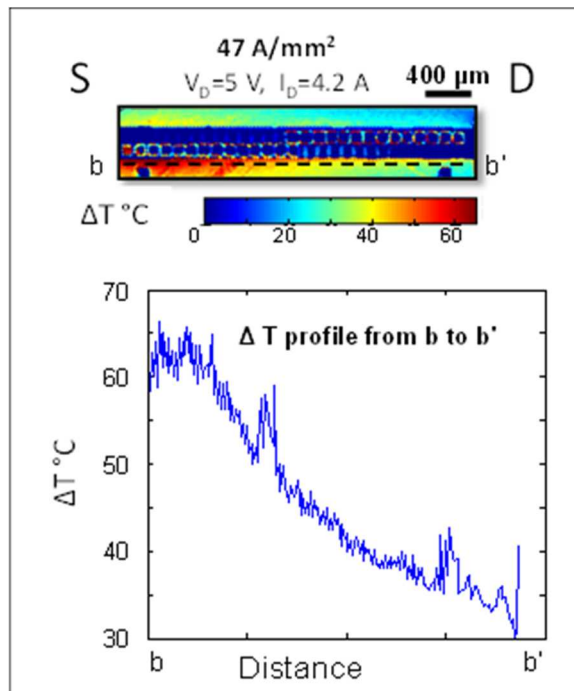 47 A/mm²
S V_D=5 V, I_D=4.2 A 400 µm D
b b'
ΔT °C 0 20 40 60
70
Δ T profile from b to b'
60
ΔT °C
50
40
30
b Distance b'